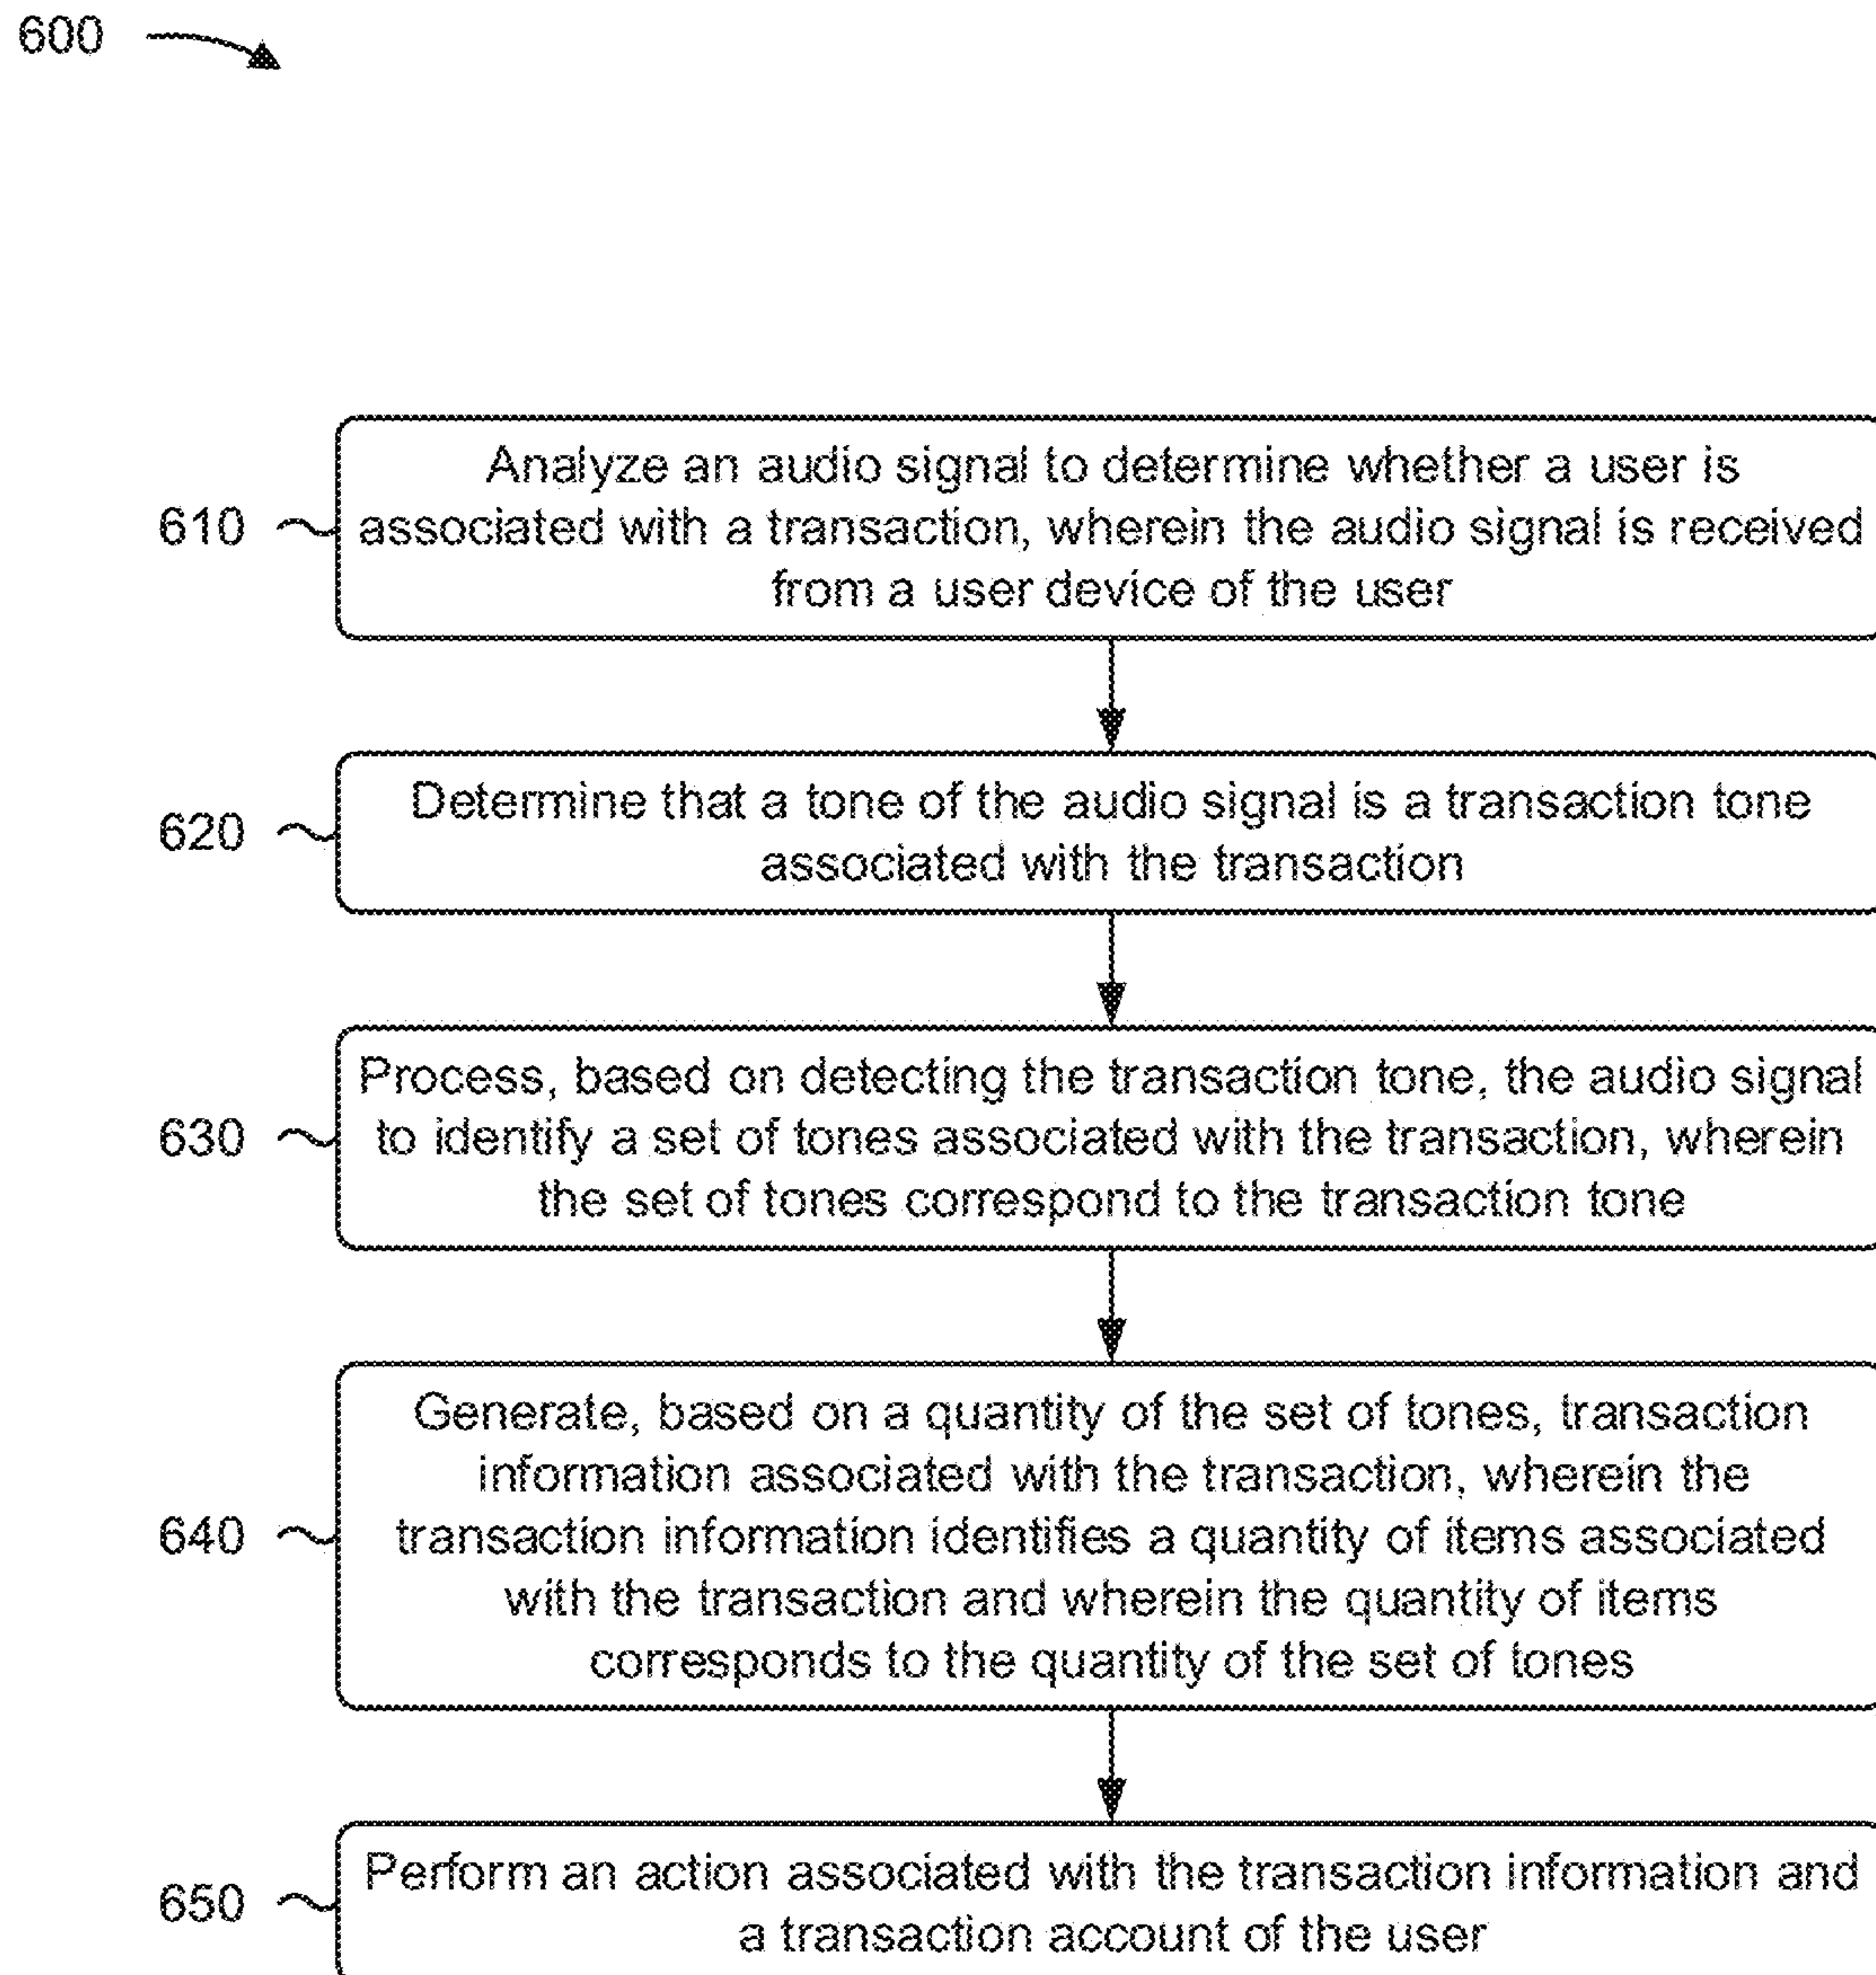 600
Analyze an audio signal to determine whether a user is
610
associated with a transaction, wherein the audio signal is received
from a user device of the user
Determine that a tone of the audio signal is a transaction tone
620
associated with the transaction
Process, based on detecting the transaction tone, the audio signal
630
to identify a set of tones associated with the transaction, wherein
the set of tones correspond to the transaction tone
Generate, based on a quantity of the set of tones, transaction
information associated with the transaction, wherein the
640
transaction information identifies a quantity of items associated
with the transaction and wherein the quantity of items
corresponds to the quantity of the set of tones
Perform an action associated with the transaction information and
650
a transaction account of the user